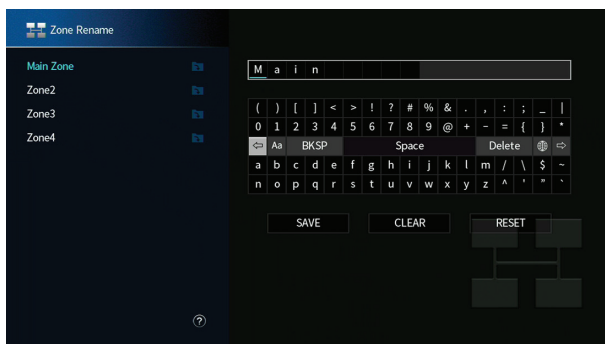 Zone Rename
Main Zone
Zone2
Zone3
Zone4
Main
( ) [ ] < > ! ? # % & . , : ; _ |
0 1 2 3 4 5 6 7 8 9 @ + - = { } *
⇦ Aa BKSP Space Delete ⇨
a b c d e f g h i j k l m / \ $ ~
n o p q r s t u v w x y z ^ ' " `
SAVE CLEAR RESET
?